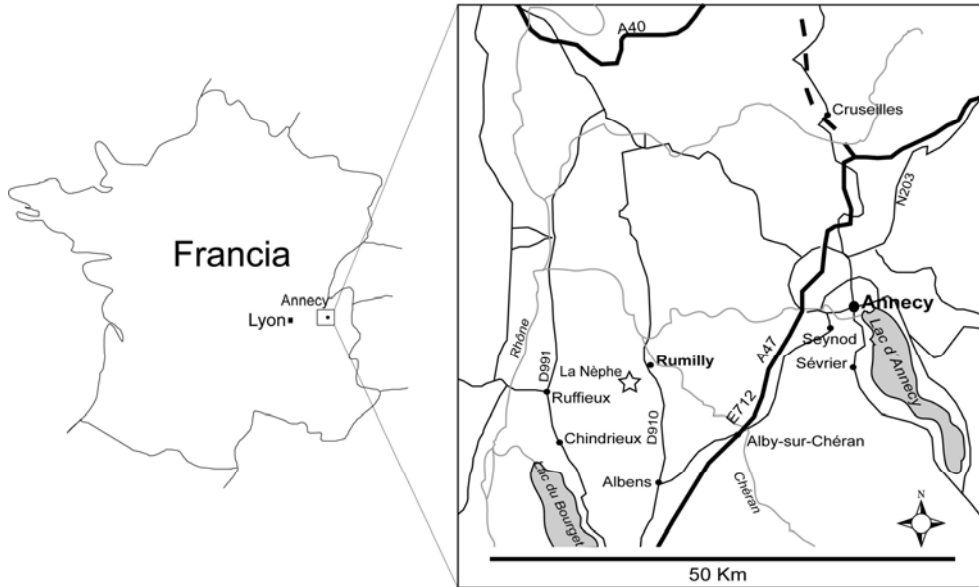 Francia
Annecy
Lyon
A40
Cruseilles
N203
Annecy
Seynod
Lac d'Annecy
Sévrier
A47
Rhône
D991
La Nèphe
Rumilly
Ruffieux
D910
E712
Chindrieux
Alby-sur-Chéran
Albens
Chéran
Lac du Bourget
N
50 Km